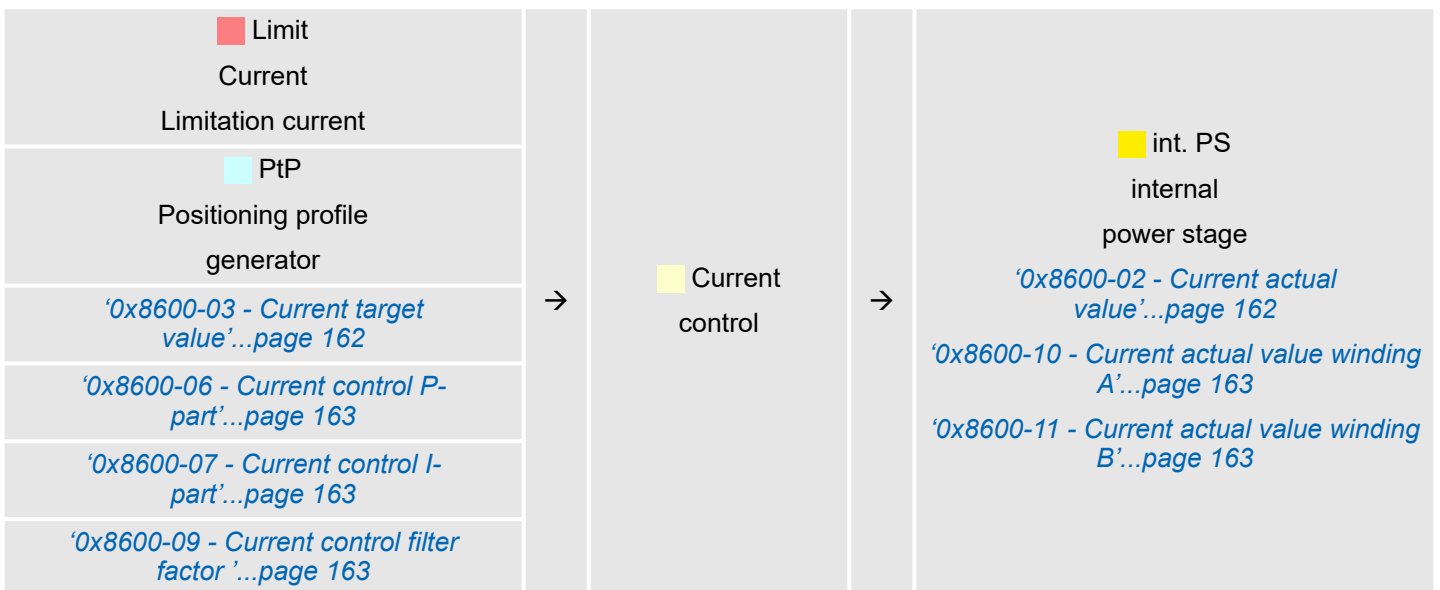 Limit
Current
Limitation current
PtP
Positioning profile
generator
‘0x8600-03 - Current target
value’...page 162
‘0x8600-06 - Current control P-
part’...page 163
‘0x8600-07 - Current control I-
part’...page 163
‘0x8600-09 - Current control filter
factor ’...page 163
→
Current
control
→
int. PS
internal
power stage
‘0x8600-02 - Current actual
value’...page 162
‘0x8600-10 - Current actual value winding
A’...page 163
‘0x8600-11 - Current actual value winding
B’...page 163